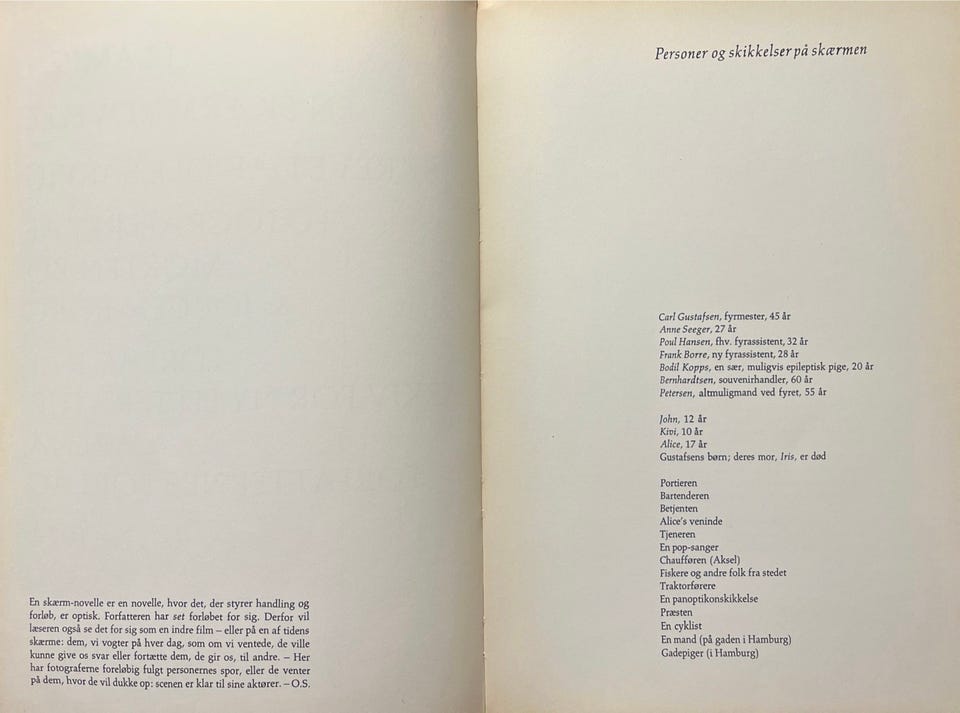 En skærm-novelle er en novelle, hvor det, der styrer handling og
forløb, er optisk. Forfatteren har set forløbet for sig. Derfor vil
læseren også se det for sig som en indre film – eller på en af tidens
skærme: dem, vi vogter på hver dag, som om vi ventede, de ville
kunne give os svar eller fortætte dem, de gir os, til andre. – Her
har fotograferne foreløbig fulgt personernes spor, eller de venter
på dem, hvor de vil dukke op: scenen er klar til sine aktører. – O.S.
Personer og skikkelser på skærmen
Carl Gustafsen, fyrmester, 45 år
Anne Seeger, 27 år
Poul Hansen, fhv. fyrassistent, 32 år
Frank Borre, ny fyrassistent, 28 år
Bodil Kopps, en sær, muligvis epileptisk pige, 20 år
Bernhardtsen, souvenirhandler, 60 år
Petersen, altmuligmand ved fyret, 55 år
John, 12 år
Kivi, 10 år
Alice, 17 år
Gustafsens børn; deres mor, Iris, er død
Portieren
Bartenderen
Betjenten
Alice's veninde
Tjeneren
En pop-sanger
Chaufføren (Aksel)
Fiskere og andre folk fra stedet
Traktorførere
En panoptikonskikkelse
Præsten
En cyklist
En mand (på gaden i Hamburg)
Gadepiger (i Hamburg)